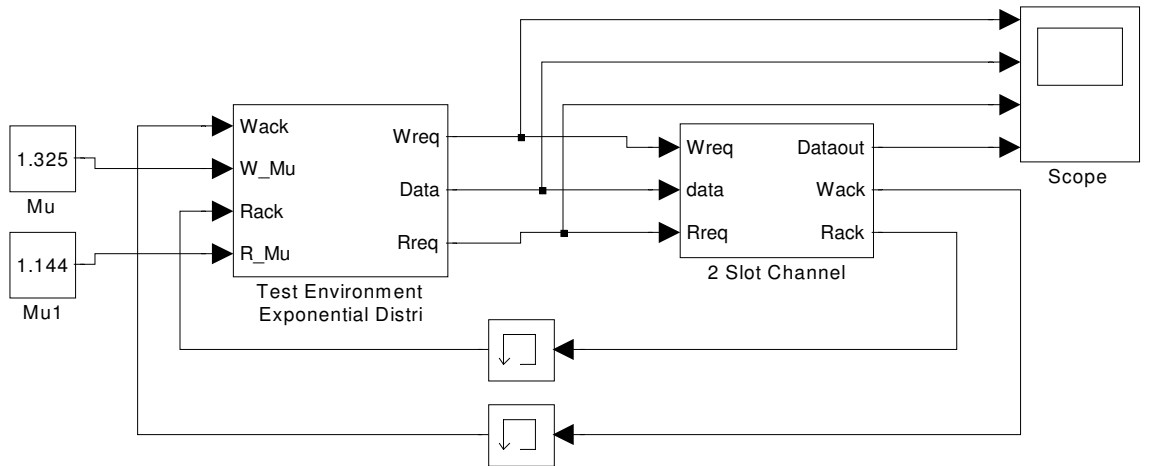 1.325
Mu
1.144
Mu1
Wack
W_Mu
Rack
R_Mu
Wreq
Data
Rreq
Test Environment
Exponential Distri
Wreq
data
Rreq
Dataout
Wack
Rack
2 Slot Channel
Scope